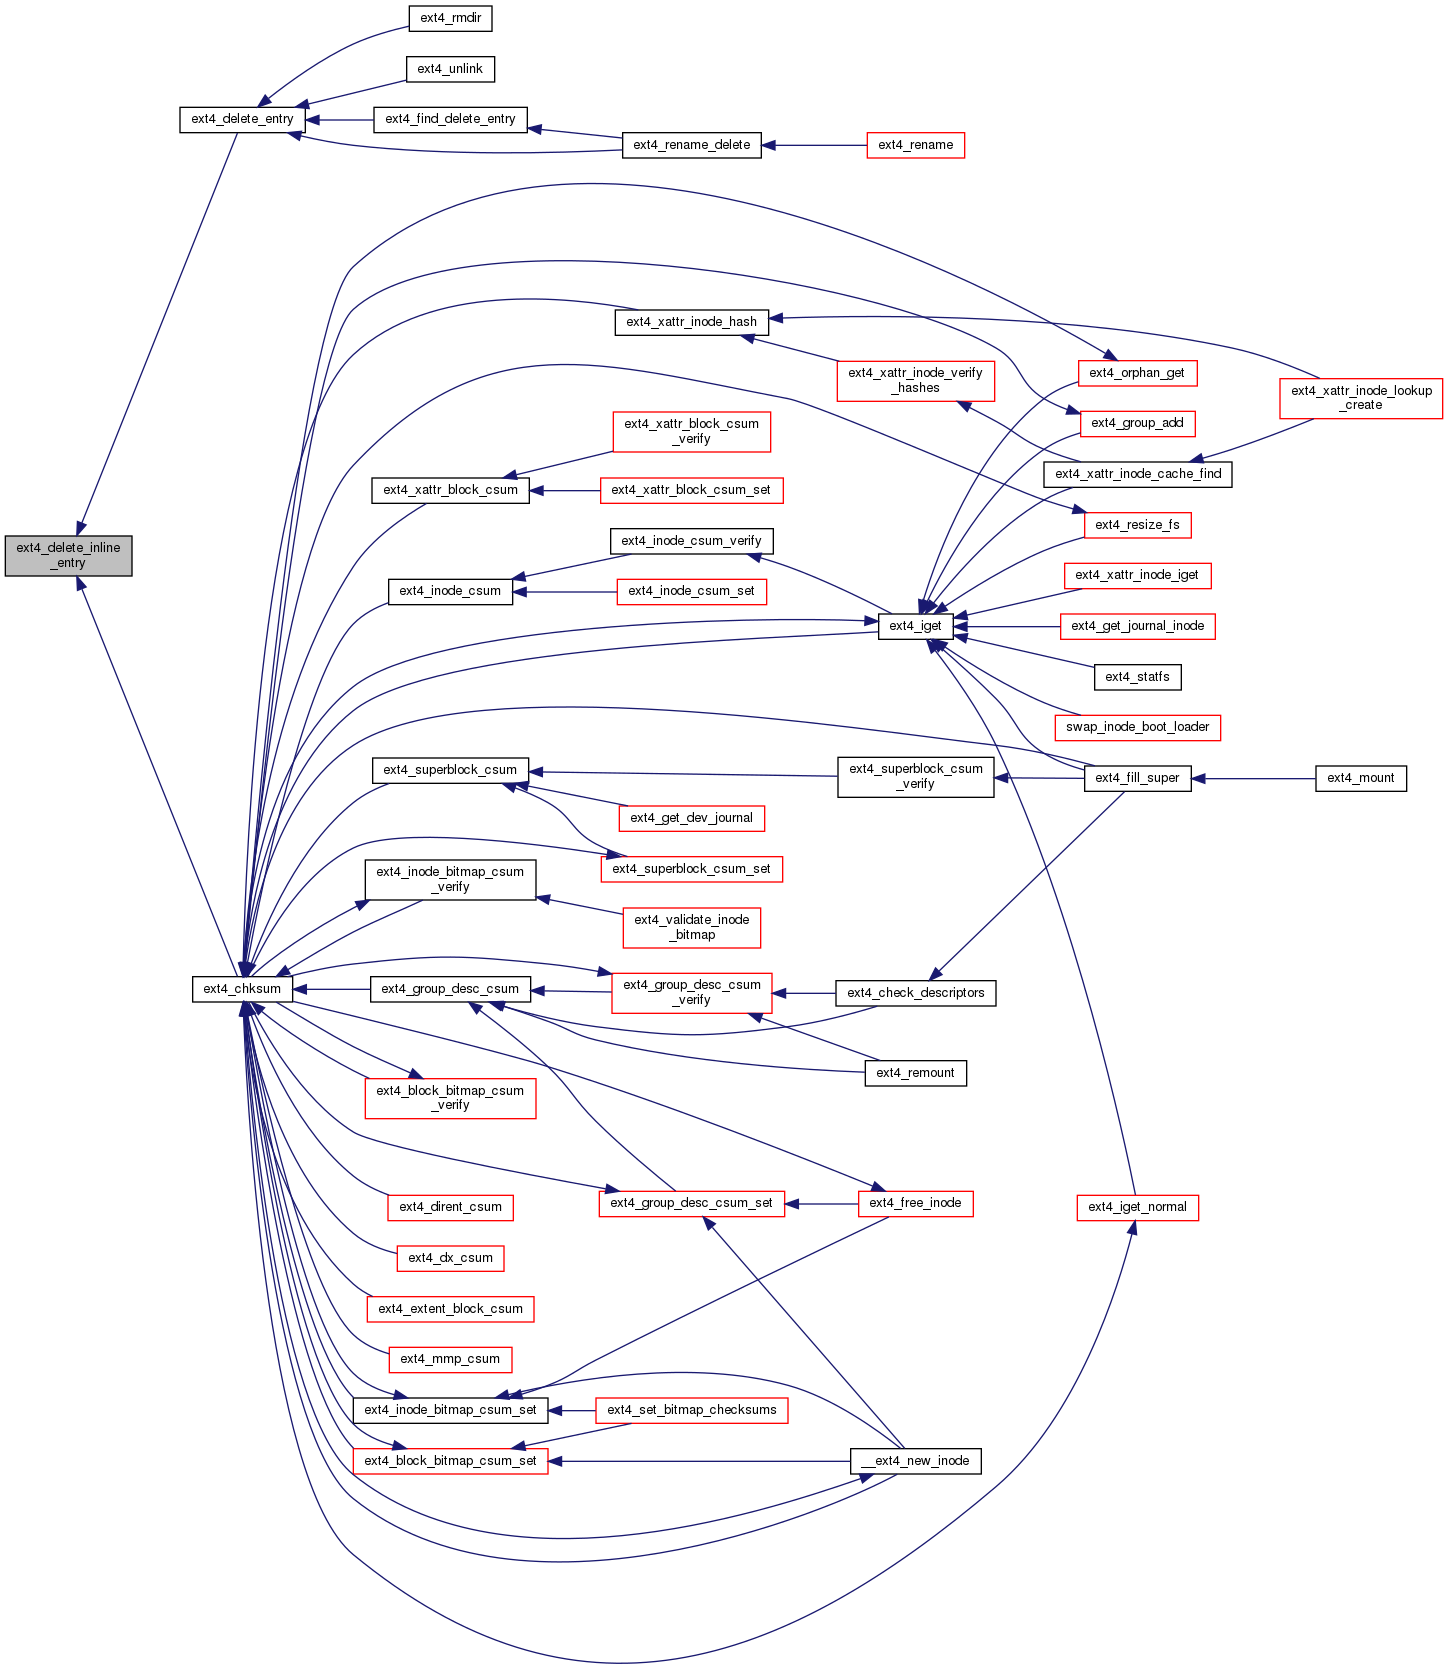 ext4_rmdir
ext4_unlink
ext4_delete_entry
ext4_find_delete_entry
ext4_rename_delete
ext4_rename
ext4_xattr_inode_hash
ext4_xattr_inode_verify
_hashes
ext4_orphan_get
ext4_xattr_inode_lookup
_create
ext4_group_add
ext4_xattr_block_csum
_verify
ext4_xattr_inode_cache_find
ext4_xattr_block_csum
ext4_xattr_block_csum_set
ext4_resize_fs
ext4_delete_inline
_entry
ext4_inode_csum_verify
ext4_xattr_inode_iget
ext4_inode_csum
ext4_inode_csum_set
ext4_iget
ext4_get_journal_inode
ext4_statfs
swap_inode_boot_loader
ext4_superblock_csum
ext4_superblock_csum
_verify
ext4_fill_super
ext4_mount
ext4_get_dev_journal
ext4_superblock_csum_set
ext4_inode_bitmap_csum
_verify
ext4_validate_inode
_bitmap
ext4_chksum
ext4_group_desc_csum
ext4_group_desc_csum
_verify
ext4_check_descriptors
ext4_remount
ext4_block_bitmap_csum
_verify
ext4_dirent_csum
ext4_group_desc_csum_set
ext4_free_inode
ext4_iget_normal
ext4_dx_csum
ext4_extent_block_csum
ext4_mmp_csum
ext4_inode_bitmap_csum_set
ext4_set_bitmap_checksums
ext4_block_bitmap_csum_set
__ext4_new_inode